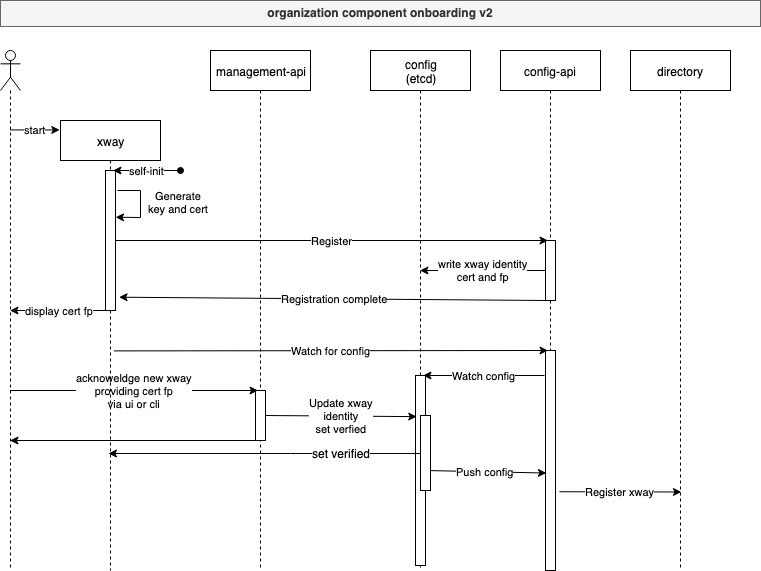 organization component onboarding v2
management-api
config
(etcd)
config-api
directory
start
xway
self-init
Generate
key and cert
Register
write xway identity
cert and fp
Registration complete
display cert fp
Watch for config
acknoweldge new xway
providing cert fp
via ui or cli
Watch config
Update xway
identity
set verfied
set verified
Push config
Register xway